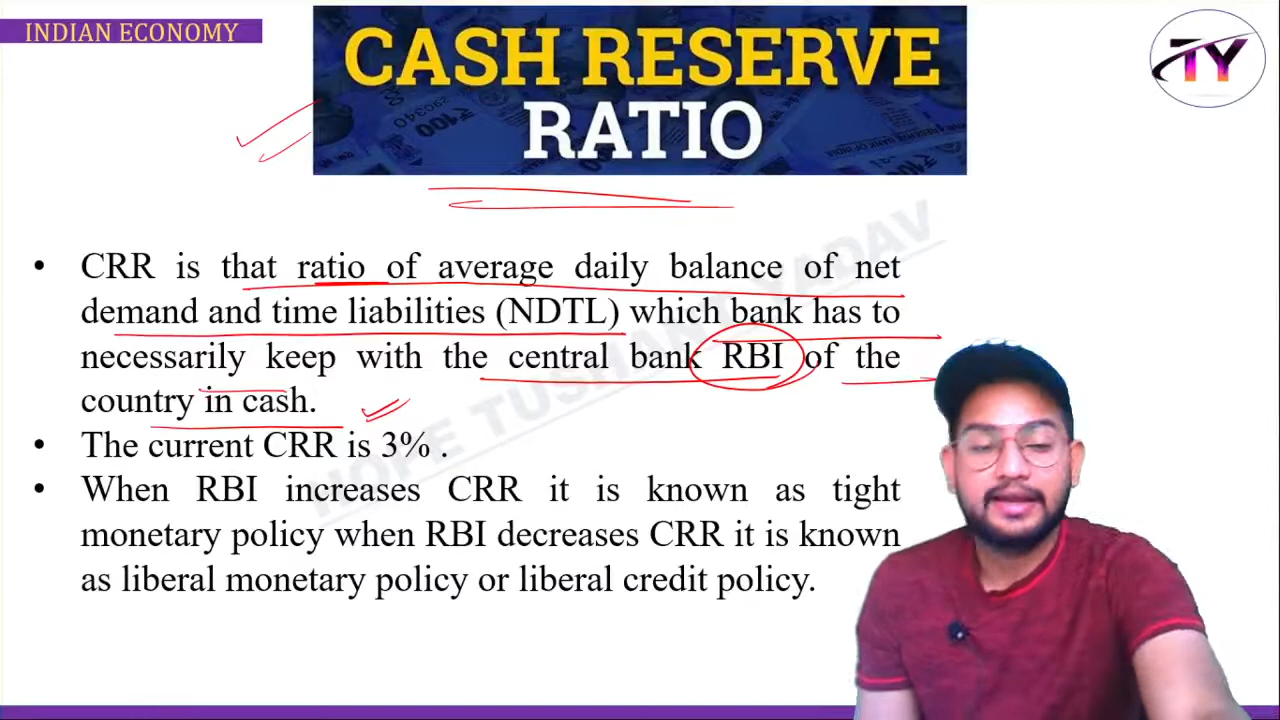 INDIAN ECONOMY
CASH RESERVE
RATIO
TY
• CRR is that ratio of average daily balance of net
demand and time liabilities (NDTL) which bank has to
necessarily keep with the central bank RBI of the
country in cash.
• The current CRR is 3% .
• When RBI increases CRR it is known as tight
monetary policy when RBI decreases CRR it is known
as liberal monetary policy or liberal credit policy.
HOPE TUSHAR YADAV